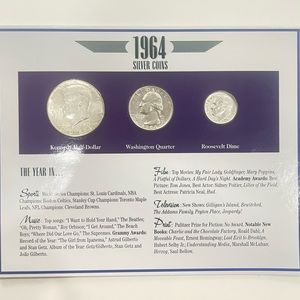 1964
SILVER COINS
Kennedy Half-Dollar
Washington Quarter
Roosevelt Dime
THE YEAR IN...
Sports: Champions: St. Louis Cardinals, NBA
Champions: Boston Celtics, Stanley Cup Champions: Toronto Maple
Leafs, NFL Champions: Cleveland Browns.
Music: Top songs: "I Want to Hold Your Hand," The Beatles;
"Oh, Pretty Woman," Roy Orbison; "I Get Around," The Beach
Boys; "Where Did Our Love Go," The Supremes. Grammy Awards:
Record of the Year: "The Girl from Ipanema," Astrud Gilberto
and Stan Getz, Album of the Year: Getz/Gilberto, Stan Getz
and João Gilberto.
Film: Top Movies: My Fair Lady, Goldfinger, Mary Poppins,
A Fistful of Dollars, A Hard Day's Night. Academy Awards: Best
Picture: Tom Jones, Best Actor: Sidney Poitier, Lilies of the Field,
Best Actress: Patricia Neal, Hud.
Television: New Shows: Gilligan's Island, Bewitched,
The Addams Family, Peyton Place, Jeopardy!
Print: Pulitzer Prize for Fiction: No Award. Notable New
Books: Charlie and the Chocolate Factory, Roald Dahl; A
Moveable Feast, Ernest Hemingway; Last Exit to Brooklyn,
Hubert Selby Jr.; Understanding Media, Marshall McLuhan;
Herzog, Saul Bellow.